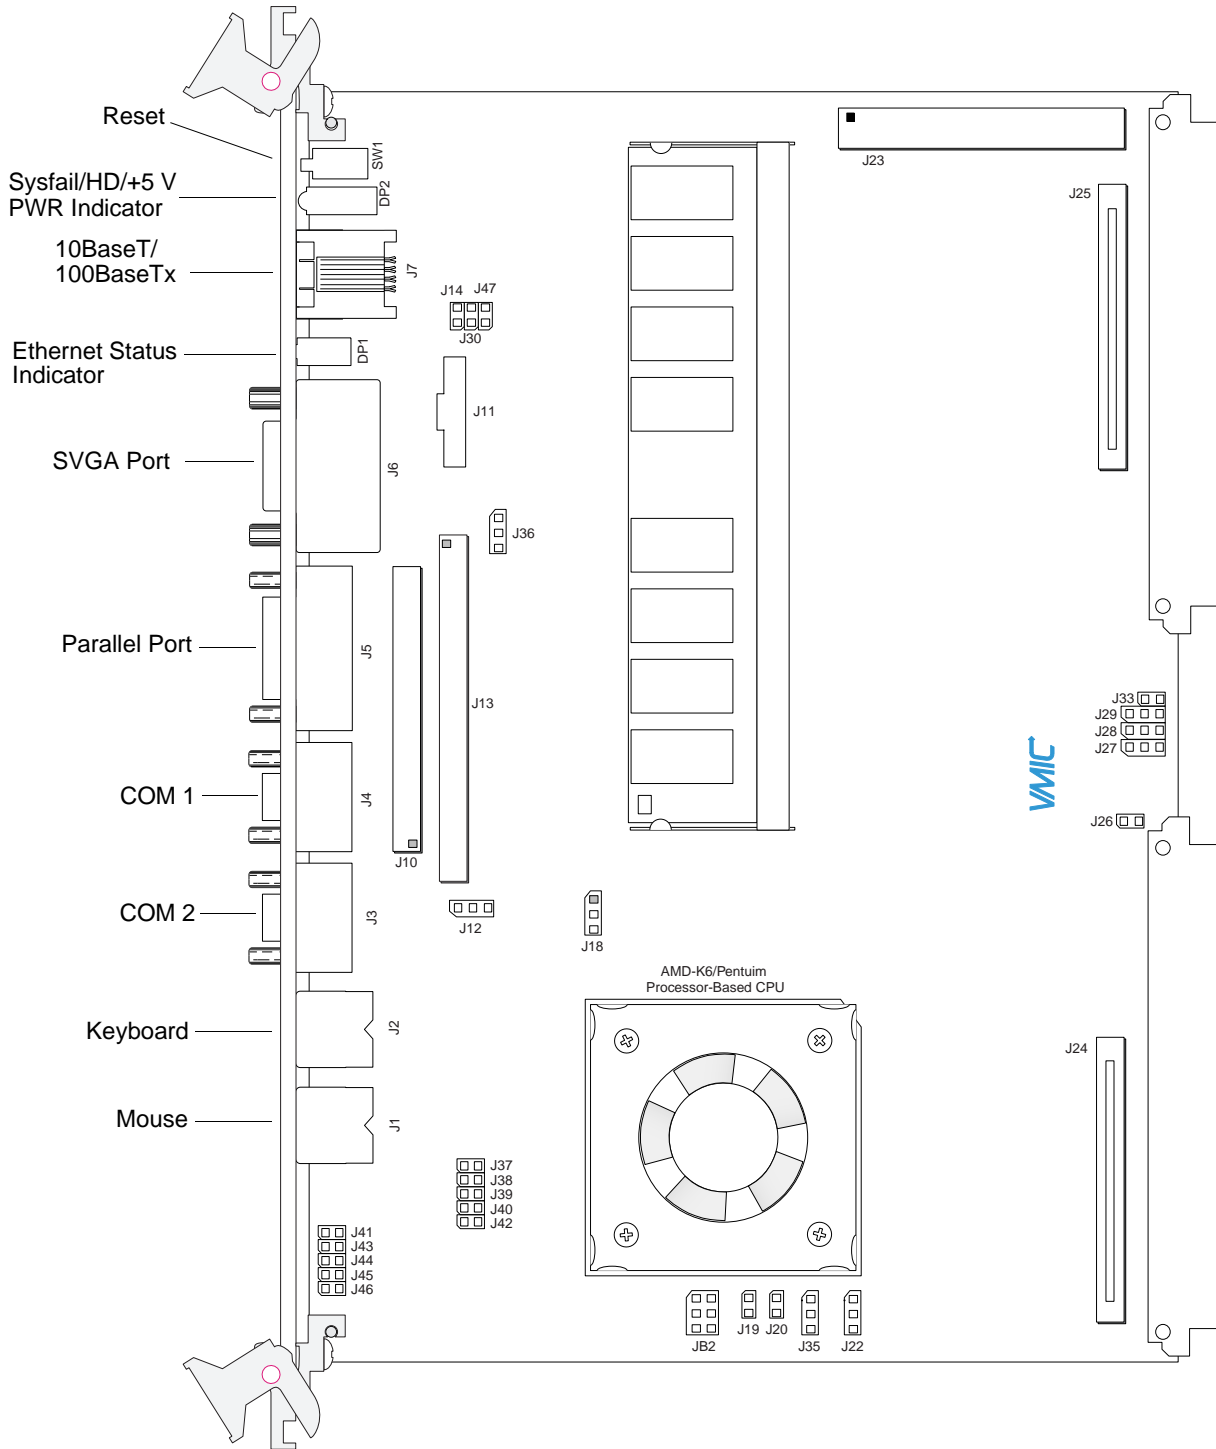 Reset
SW1
Sysfail/HD/+5 V
PWR Indicator
DP2
10BaseT/
100BaseTx
J7
J14
J47
J30
Ethernet Status
Indicator
DP1
J11
SVGA Port
J6
J36
Parallel Port
J5
J13
COM 1
J4
J10
COM 2
J3
J12
J18
AMD-K6/Pentuim
Processor-Based CPU
Keyboard
J2
Mouse
J1
J37
J38
J39
J40
J42
J41
J43
J44
J45
J46
JB2
J19
J20
J35
J22
J23
J25
J33
J29
J28
J27
VMIC
J26
J24